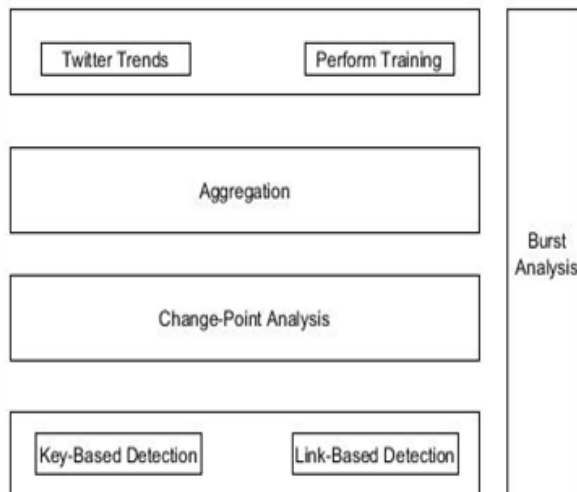 Twitter Trends
Perform Training
Aggregation
Change-Point Analysis
Key-Based Detection
Link-Based Detection
Burst
Analysis